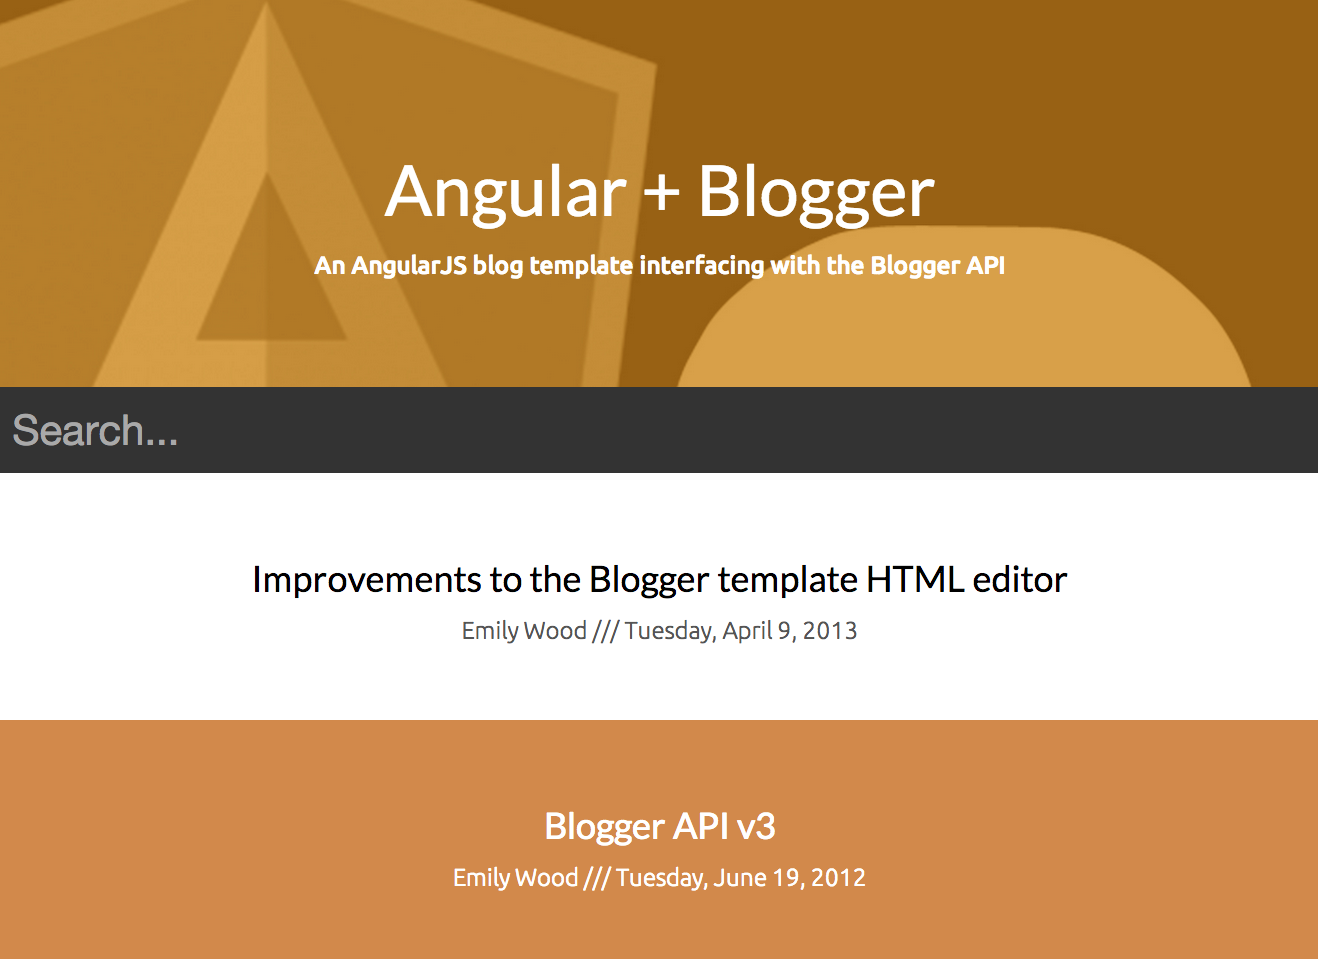 Angular + Blogger
An AngularJS blog template interfacing with the Blogger API
Search...
Improvements to the Blogger template HTML editor
Emily Wood /// Tuesday, April 9, 2013
Blogger API v3
Emily Wood /// Tuesday, June 19, 2012